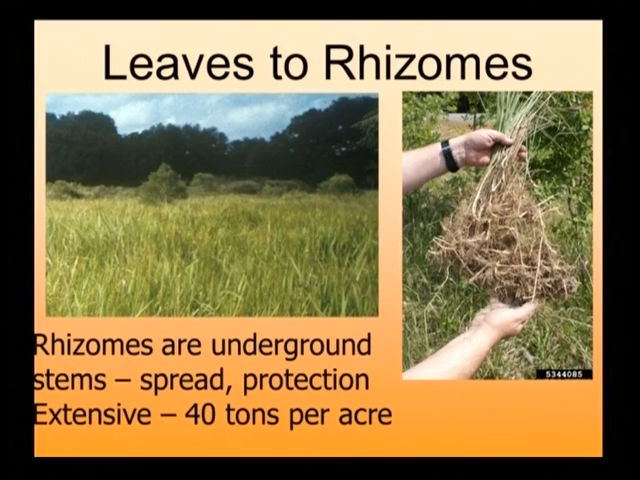 Leaves to Rhizomes
5344085
Rhizomes are underground
stems – spread, protection
Extensive – 40 tons per acre